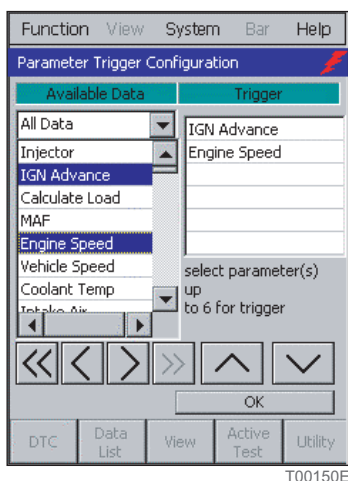 Function View System Bar Help
Parameter Trigger Configuration
Available Data Trigger
All Data
Injector
IGN Advance
Calculate Load
MAF
Engine Speed
Vehicle Speed
Coolant Temp
Intake Air
IGN Advance
Engine Speed
select parameter(s)
up
to 6 for trigger
OK
DTC Data List View Active Test Utility
T00150E